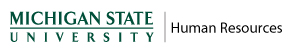 MICHIGAN STATE
UNIVERSITY
Human Resources